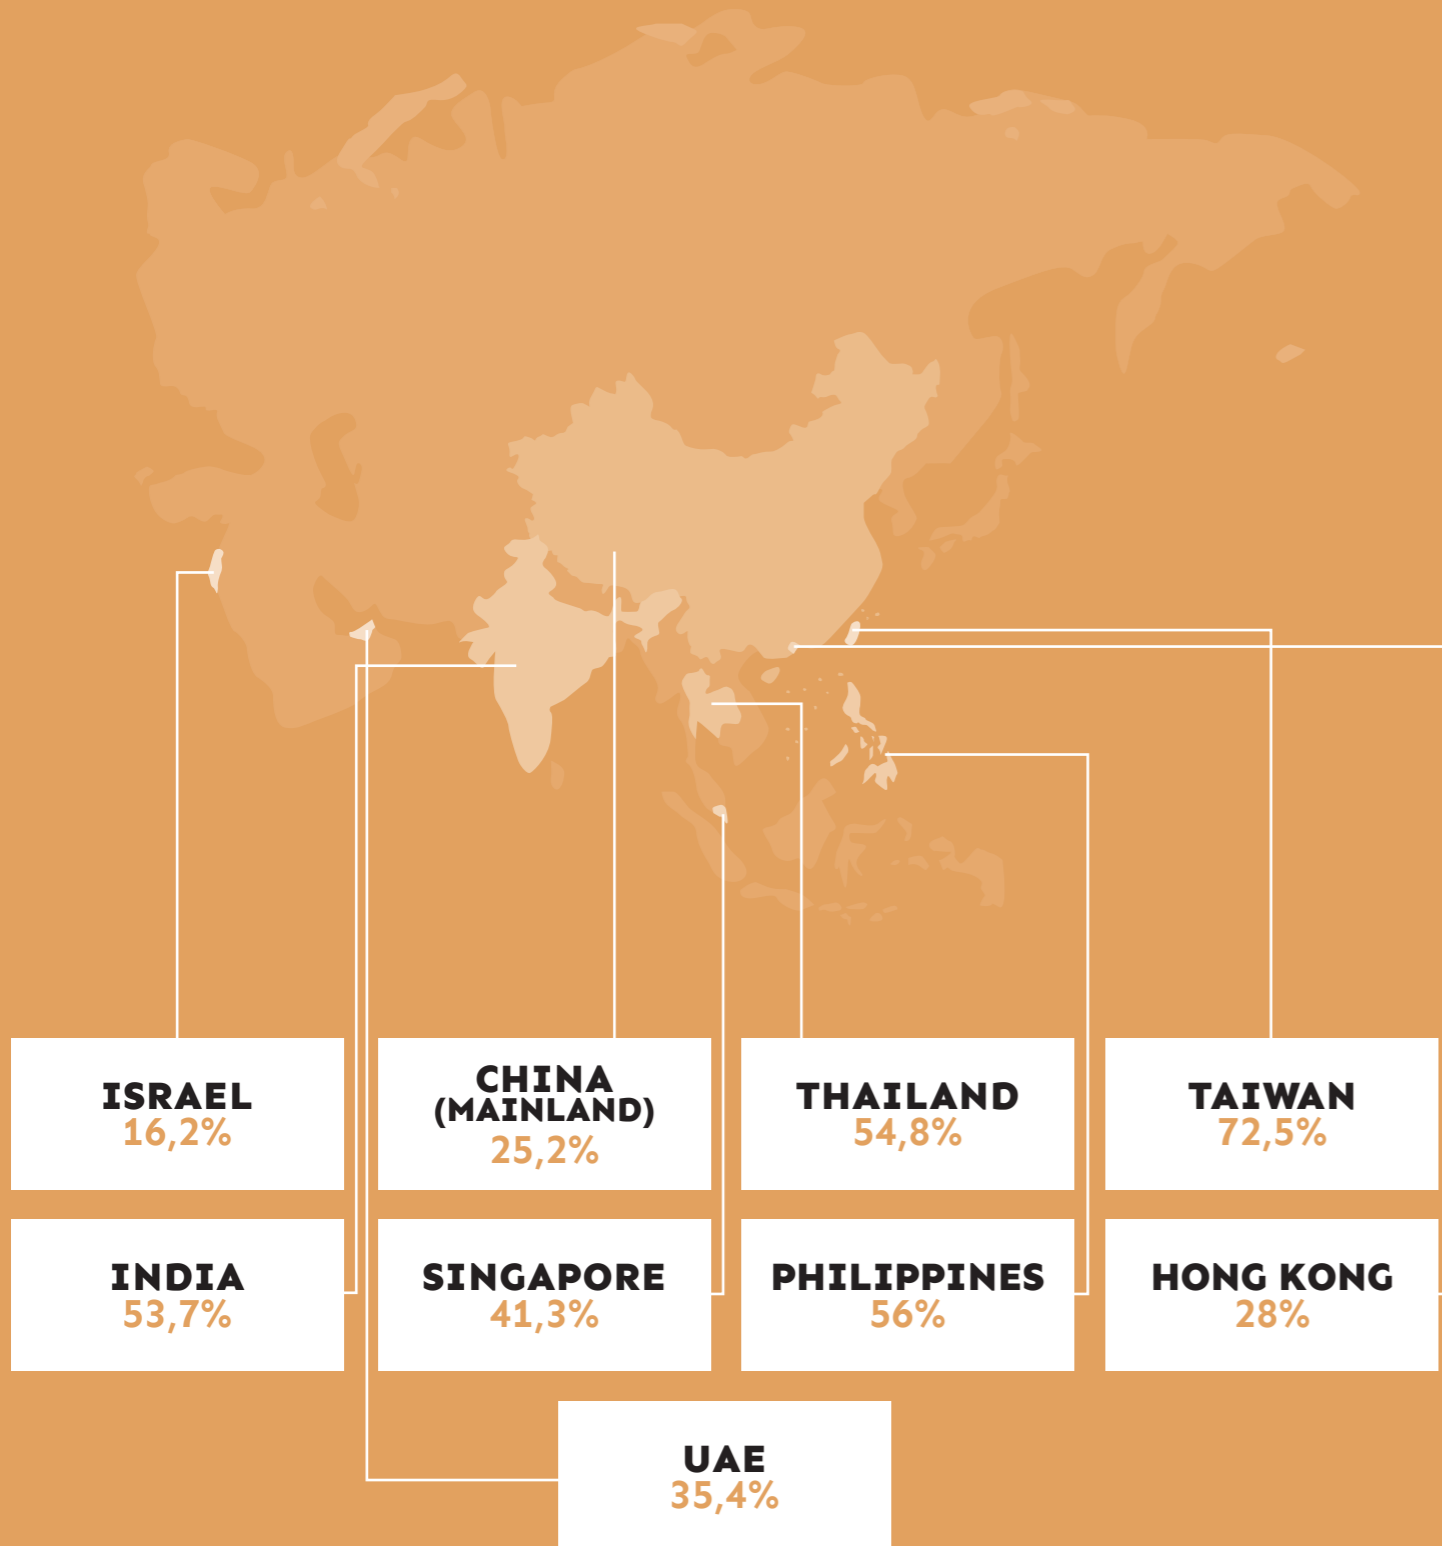 ISRAEL
16,2%
CHINA
(MAINLAND)
25,2%
THAILAND
54,8%
TAIWAN
72,5%
INDIA
53,7%
SINGAPORE
41,3%
PHILIPPINES
56%
HONG KONG
28%
UAE
35,4%